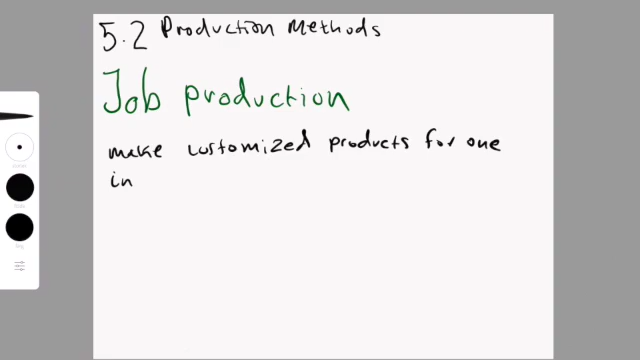 5.2 Production Methods
Job production
make customized products for one
in